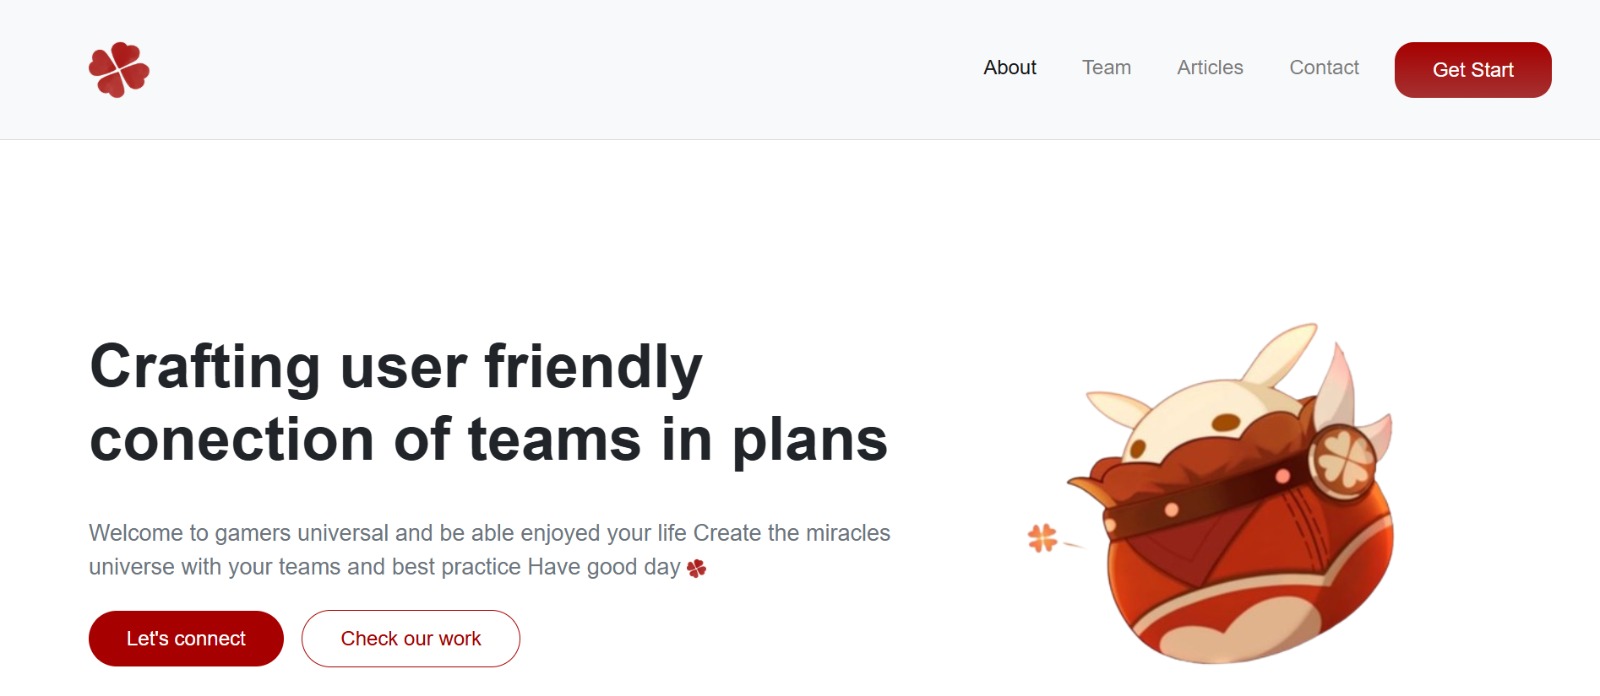 About Team Articles Contact Get Start
Crafting user friendly
conection of teams in plans
Welcome to gamers universal and be able enjoyed your life Create the miracles
universe with your teams and best practice Have good day
Let's connect Check our work